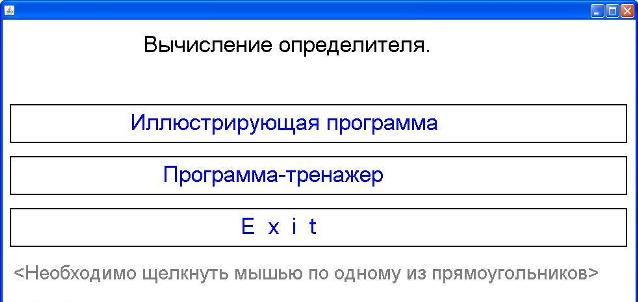 Вычисление определителя.
Иллюстрирующая программа
Программа-тренажер
E x i t
<Необходимо щелкнуть мышью по одному из прямоугольников>